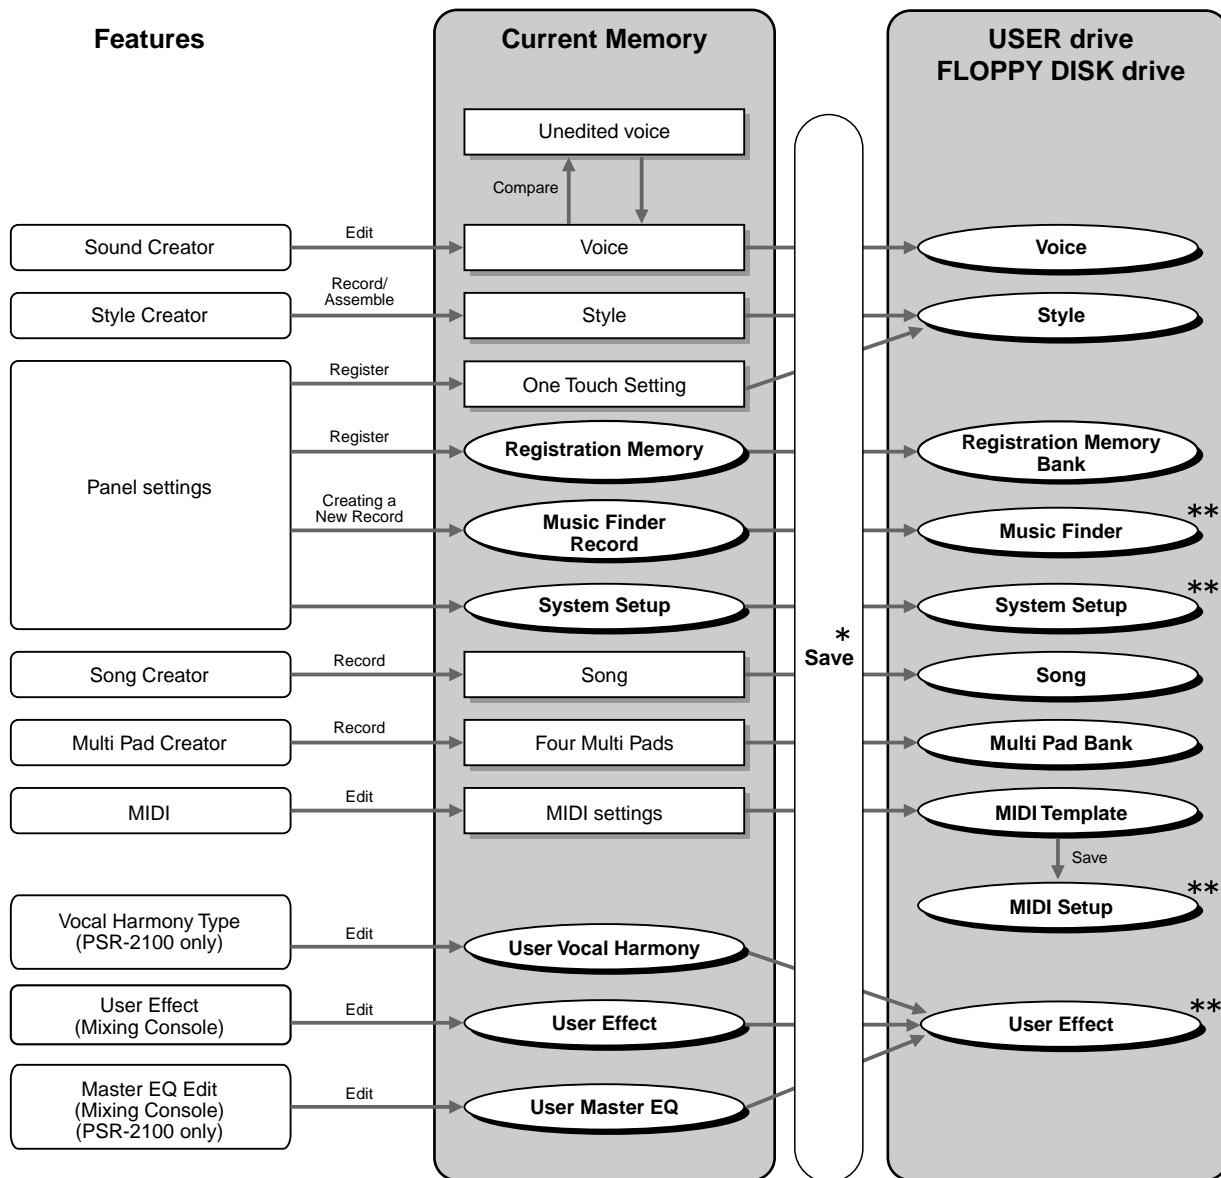 Features
Current Memory
USER drive
FLOPPY DISK drive
Unedited voice
Compare
Sound Creator
Edit
Voice
Voice
Style Creator
Record/
Assemble
Style
Style
Panel settings
Register
One Touch Setting
Register
Registration Memory
Registration Memory
Bank
Creating a
New Record
Music Finder
Record
Music Finder
**
System Setup
System Setup
**
*
Save
Song Creator
Record
Song
Song
Multi Pad Creator
Record
Four Multi Pads
Multi Pad Bank
MIDI
Edit
MIDI settings
MIDI Template
Save
MIDI Setup
**
Vocal Harmony Type
(PSR-2100 only)
Edit
User Vocal Harmony
User Effect
(Mixing Console)
Edit
User Effect
User Effect
**
Master EQ Edit
(Mixing Console)
(PSR-2100 only)
Edit
User Master EQ